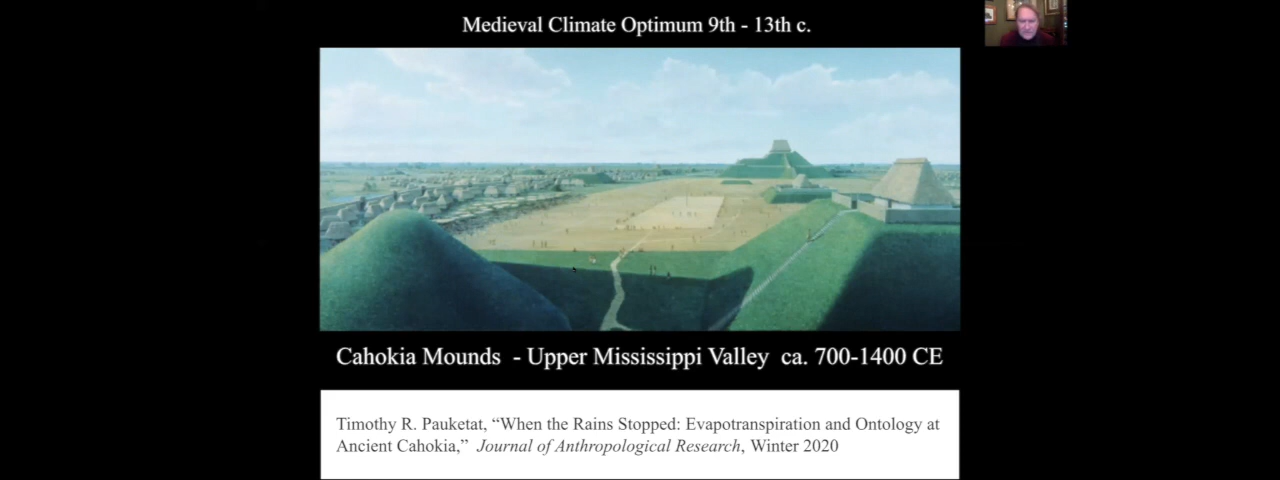 Medieval Climate Optimum 9th - 13th c.
Cahokia Mounds - Upper Mississippi Valley ca. 700-1400 CE
Timothy R. Pauketat, “When the Rains Stopped: Evapotranspiration and Ontology at
Ancient Cahokia,” Journal of Anthropological Research, Winter 2020